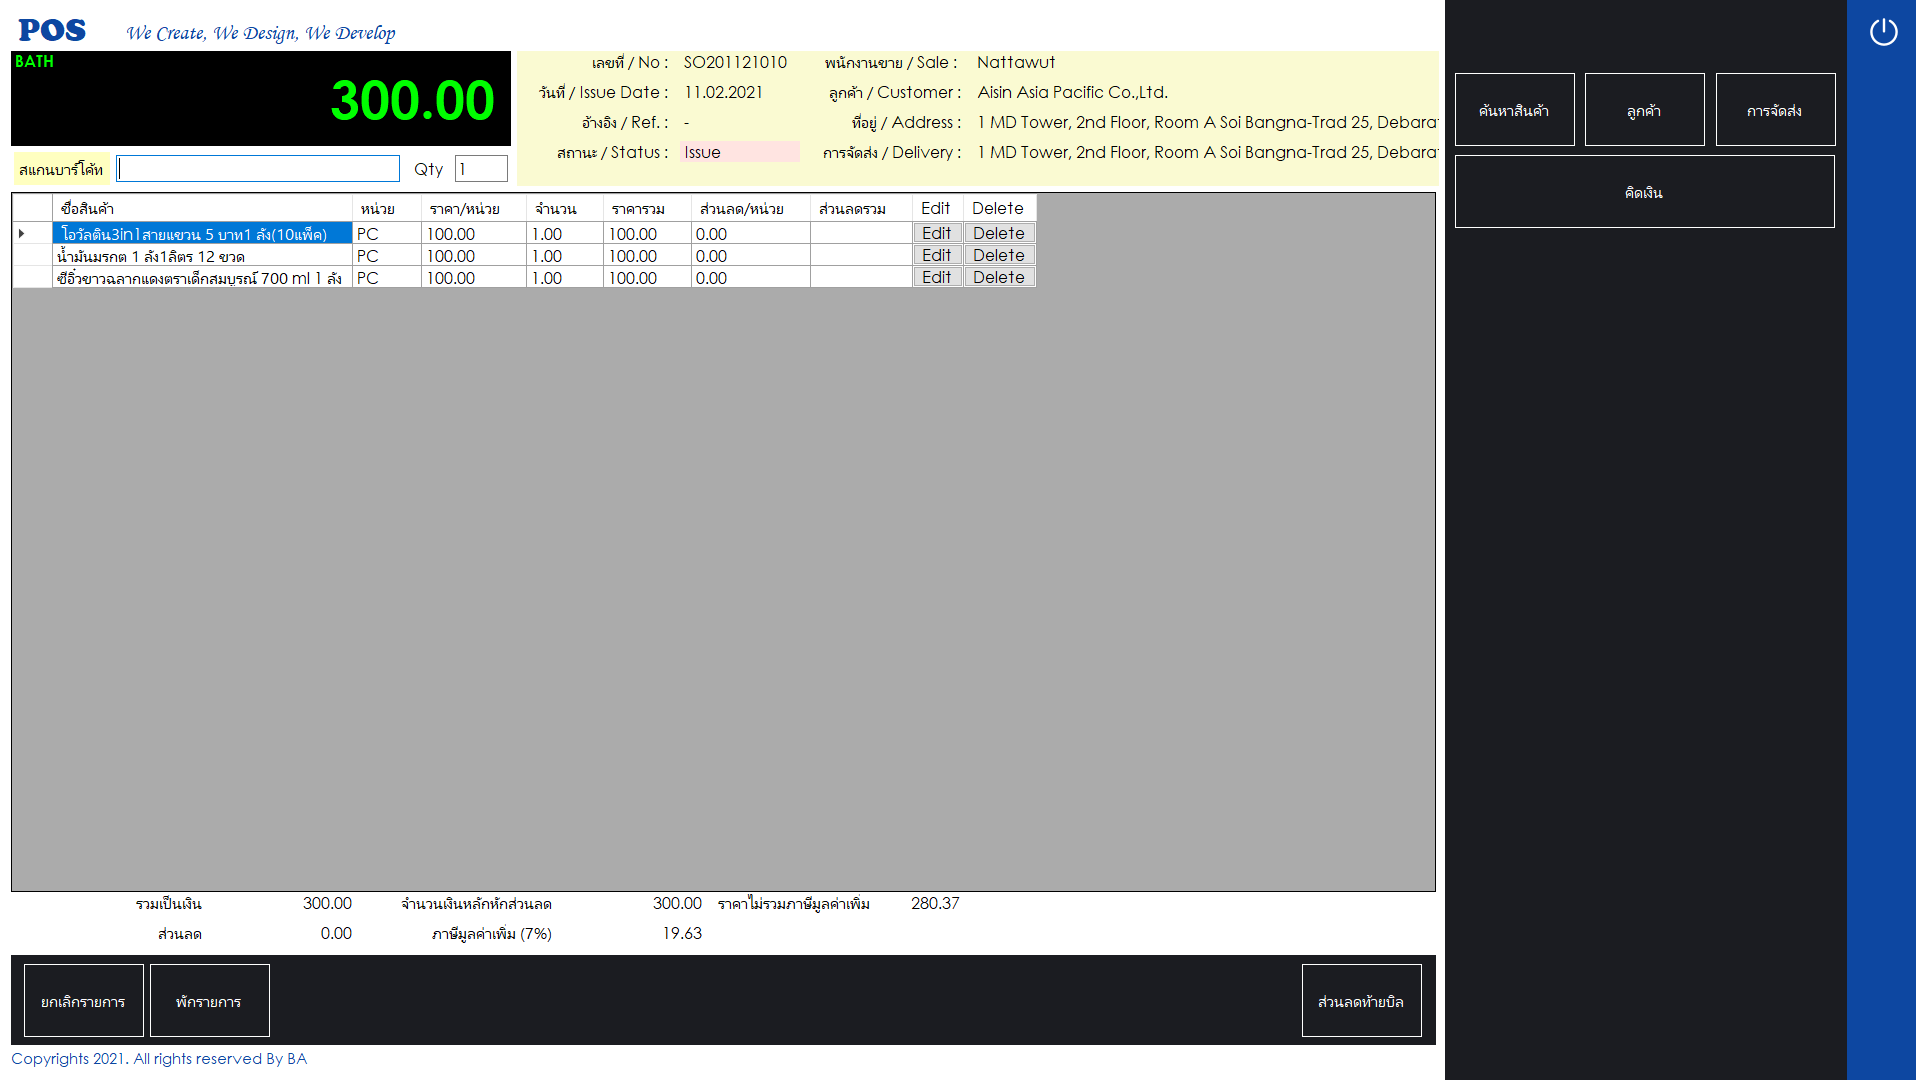 POS We Create, We Design, We Develop
BATH
300.00
สแกนบาร์โค้ท Qty 1
เลขที่ / No : SO201121010 พนักงานขาย / Sale : Nattawut
วันที่ / Issue Date : 11.02.2021 ลูกค้า / Customer : Aisin Asia Pacific Co.,Ltd.
อ้างอิง / Ref. : - ที่อยู่ / Address : 1 MD Tower, 2nd Floor, Room A Soi Bangna-Trad 25, Debarat
สถานะ / Status : Issue การจัดส่ง / Delivery : 1 MD Tower, 2nd Floor, Room A Soi Bangna-Trad 25, Debarat
ชื่อสินค้า หน่วย ราคา/หน่วย จำนวน ราคารวม ส่วนลด/หน่วย ส่วนลดรวม Edit Delete
โอวัลติน3in1สายแขวน 5 บาท1 ลัง(10แพ็ค) PC 100.00 1.00 100.00 0.00 Edit Delete
น้ำมันมรกต 1 ลัง1ลิตร 12 ขวด PC 100.00 1.00 100.00 0.00 Edit Delete
ซีอิ๋วขาวฉลากแดงตราเด็กสมบูรณ์ 700 ml 1 ลัง PC 100.00 1.00 100.00 0.00 Edit Delete
รวมเป็นเงิน 300.00 จำนวนเงินหลักหักส่วนลด 300.00 ราคาไม่รวมภาษีมูลค่าเพิ่ม 280.37
ส่วนลด 0.00 ภาษีมูลค่าเพิ่ม (7%) 19.63
ยกเลิกรายการ พักรายการ ส่วนลดท้ายบิล
Copyrights 2021. All rights reserved By BA
ค้นหาสินค้า ลูกค้า การจัดส่ง
คิดเงิน